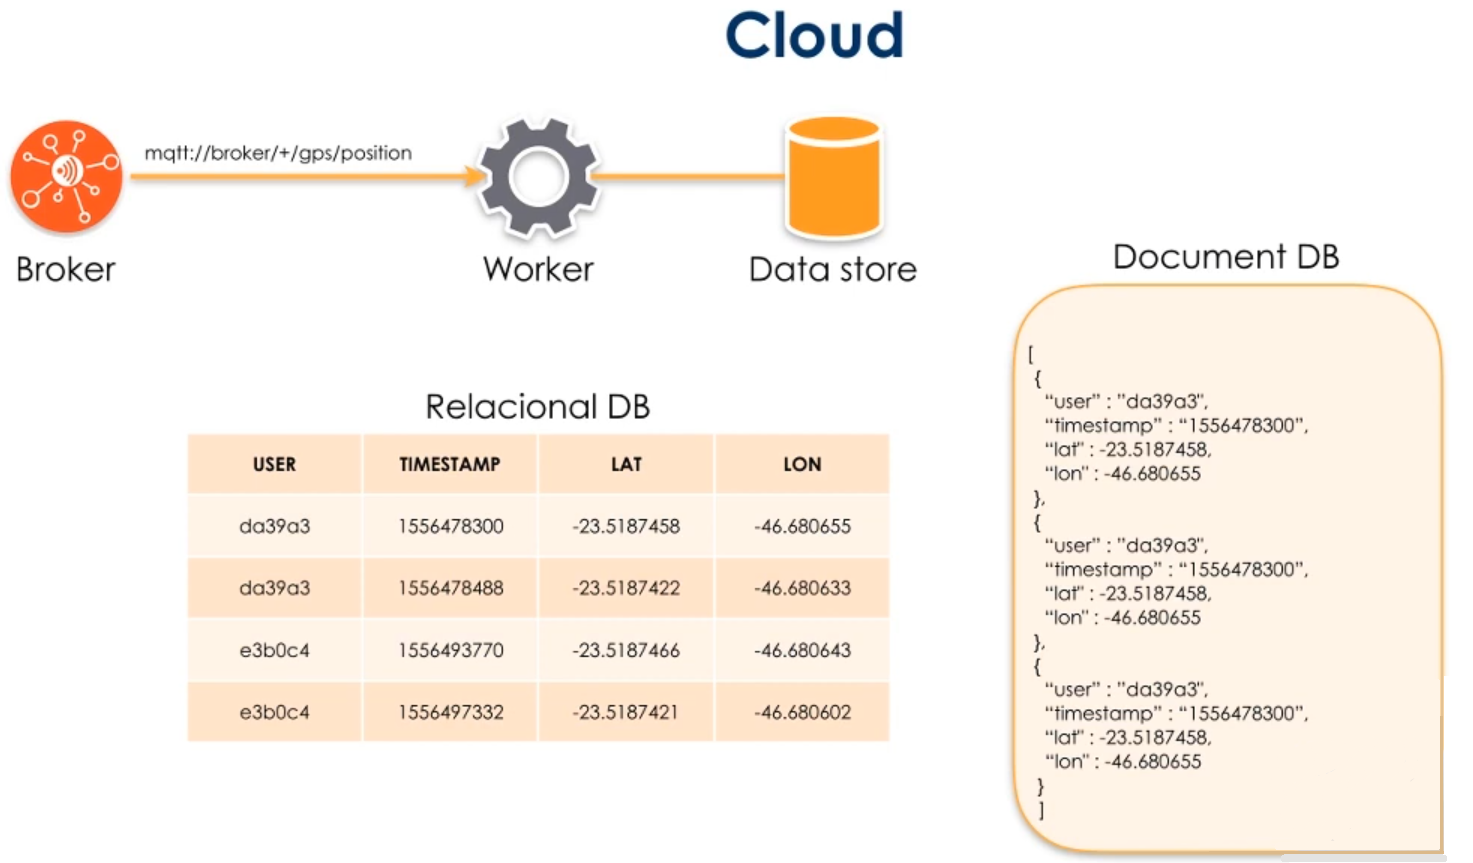 Cloud
mqtt://broker/+/gps/position
Broker
Worker
Data store
Relacional DB
USER TIMESTAMP LAT LON
da39a3 1556478300 -23.5187458 -46.680655
da39a3 1556478488 -23.5187422 -46.680633
e3b0c4 1556493770 -23.5187466 -46.680643
e3b0c4 1556497332 -23.5187421 -46.680602
Document DB
[
{
“user” : ”da39a3”,
“timestamp” : “1556478300”,
“lat” : -23.5187458,
“lon” : -46.680655
},
{
“user” : ”da39a3”,
“timestamp” : “1556478300”,
“lat” : -23.5187458,
“lon” : -46.680655
},
{
“user” : ”da39a3”,
“timestamp” : “1556478300”,
“lat” : -23.5187458,
“lon” : -46.680655
}
]